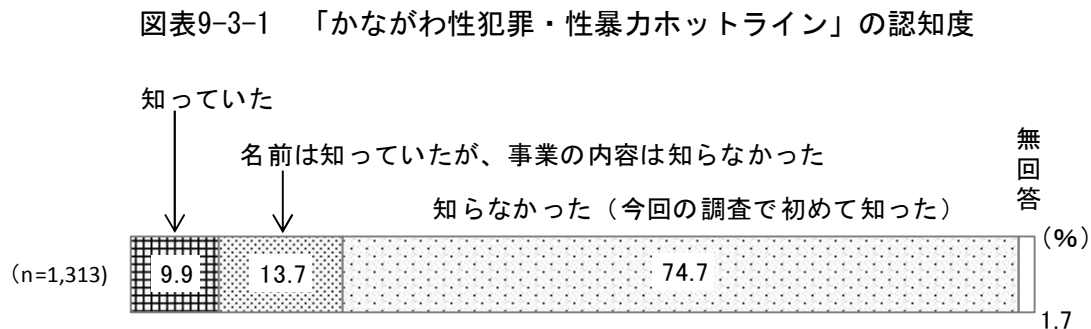 図表9-3-1　「かながわ性犯罪・性暴力ホットライン」の認知度
知っていた
名前は知っていたが、事業の内容は知らなかった
知らなかった（今回の調査で初めて知った）
無回答
(%)
(n=1,313)
9.9
13.7
74.7
1.7